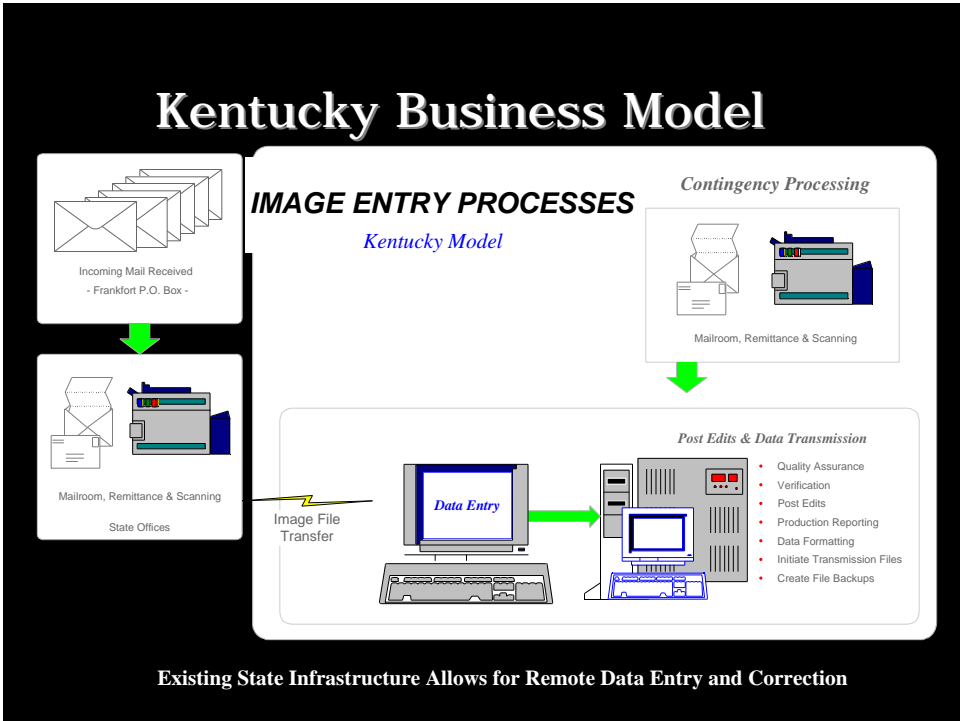 Kentucky Business Model
Incoming Mail Received
- Frankfort P.O. Box -
Mailroom, Remittance & Scanning
State Offices
IMAGE ENTRY PROCESSES
Kentucky Model
Contingency Processing
Mailroom, Remittance & Scanning
Image File
Transfer
Data Entry
Post Edits & Data Transmission
• Quality Assurance
• Verification
• Post Edits
• Production Reporting
• Data Formatting
• Initiate Transmission Files
• Create File Backups
Existing State Infrastructure Allows for Remote Data Entry and Correction